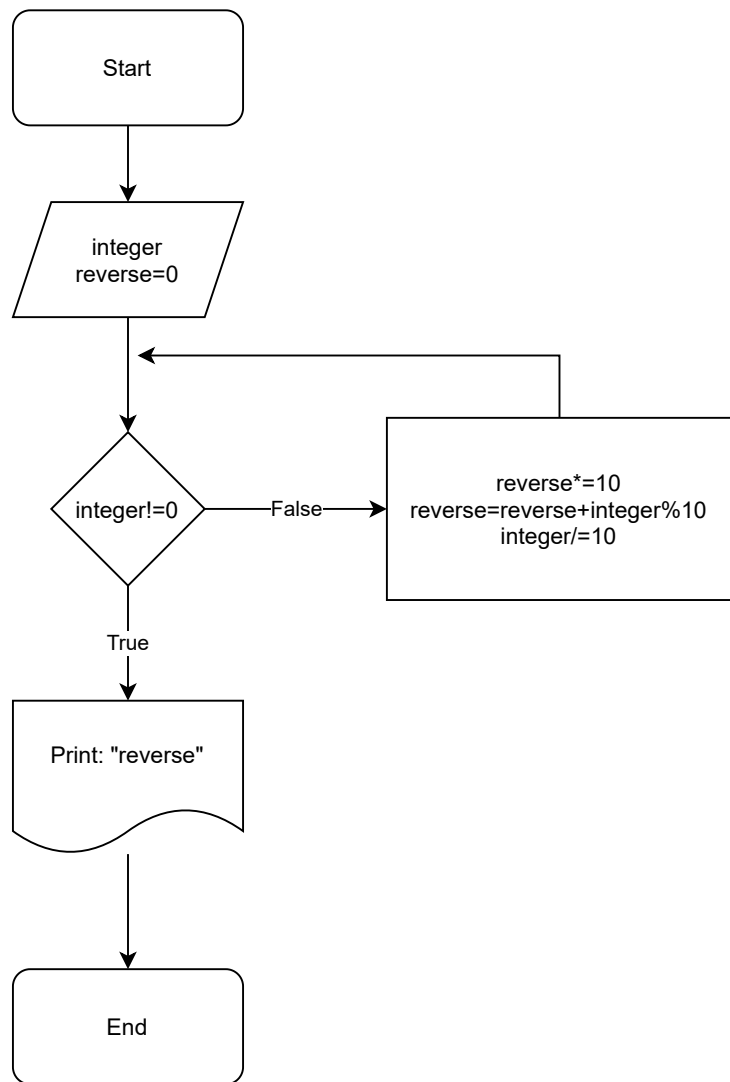 Start
integer
reverse=0
integer!=0
False
reverse*=10
reverse=reverse+integer%10
integer/=10
True
Print: "reverse"
End